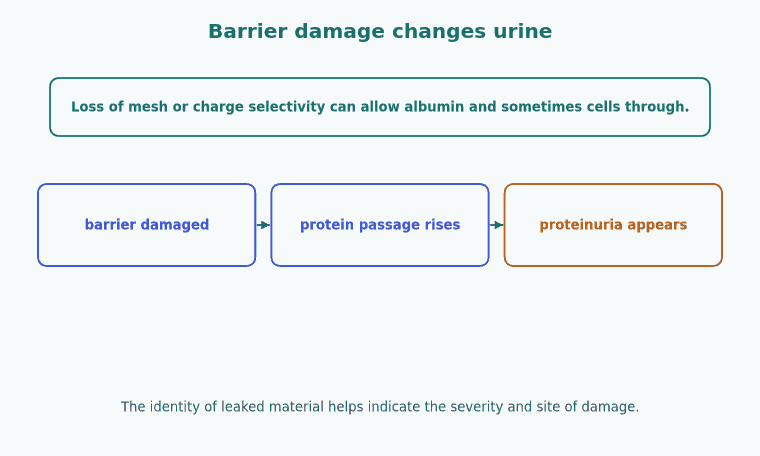 Barrier damage changes urine
Loss of mesh or charge selectivity can allow albumin and sometimes cells through.
barrier damaged
protein passage rises
proteinuria appears
The identity of leaked material helps indicate the severity and site of damage.